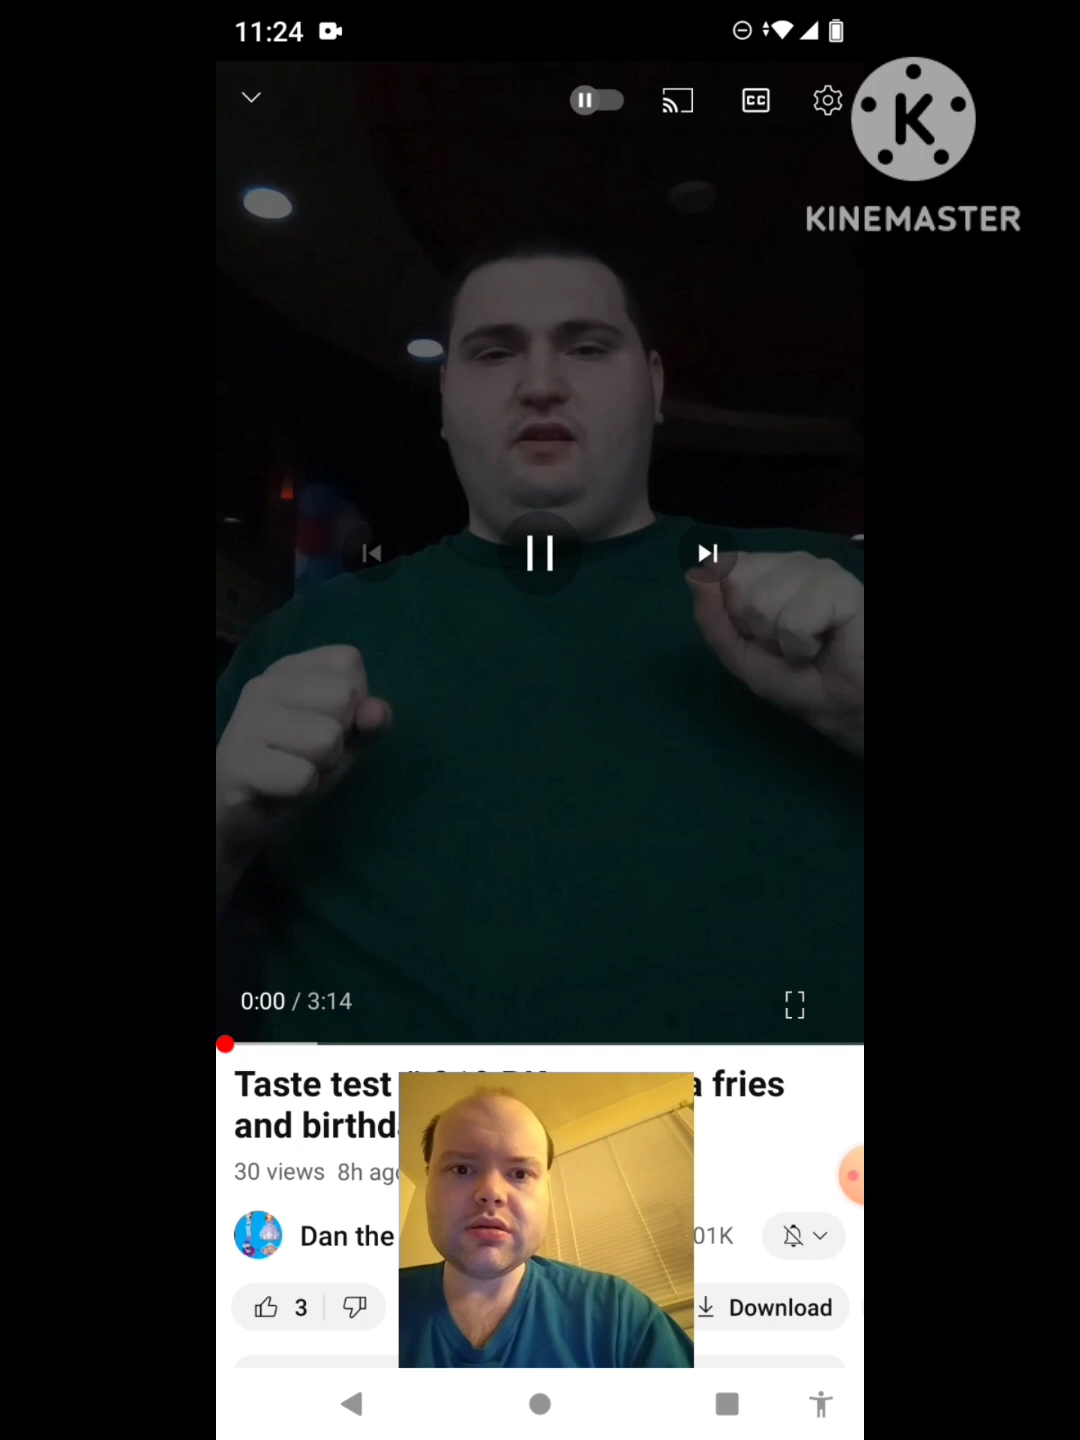 11:24
CC
K
KINEMASTER
0:00 / 3:14
Taste test fries
and birthd
30 views 8h ag
Dan the 01K
3 Download